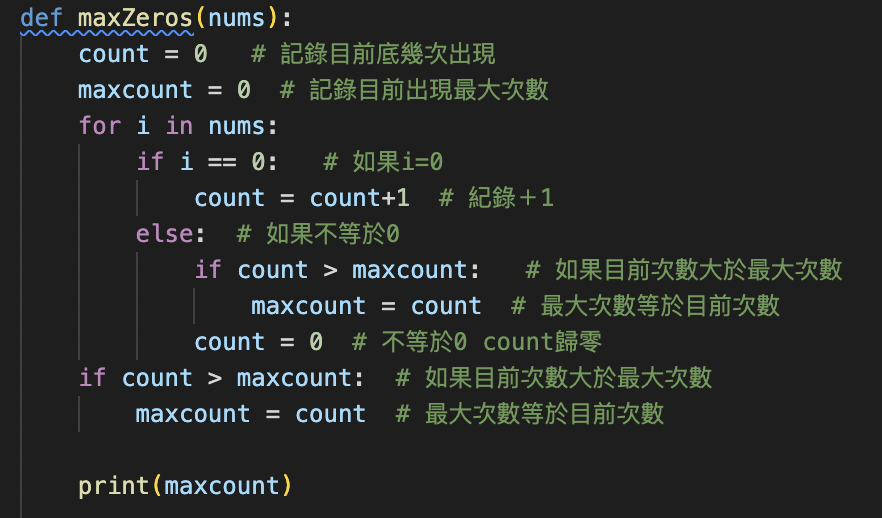 def maxZeros(nums):
    count = 0   # 記錄目前底幾次出現
    maxcount = 0  # 記錄目前出現最大次數
    for i in nums:
        if i == 0:   # 如果i=0
            count = count+1  # 紀錄＋1
        else:  # 如果不等於0
            if count > maxcount:   # 如果目前次數大於最大次數
                maxcount = count  # 最大次數等於目前次數
            count = 0  # 不等於0 count歸零
    if count > maxcount:  # 如果目前次數大於最大次數
        maxcount = count  # 最大次數等於目前次數
    print(maxcount)